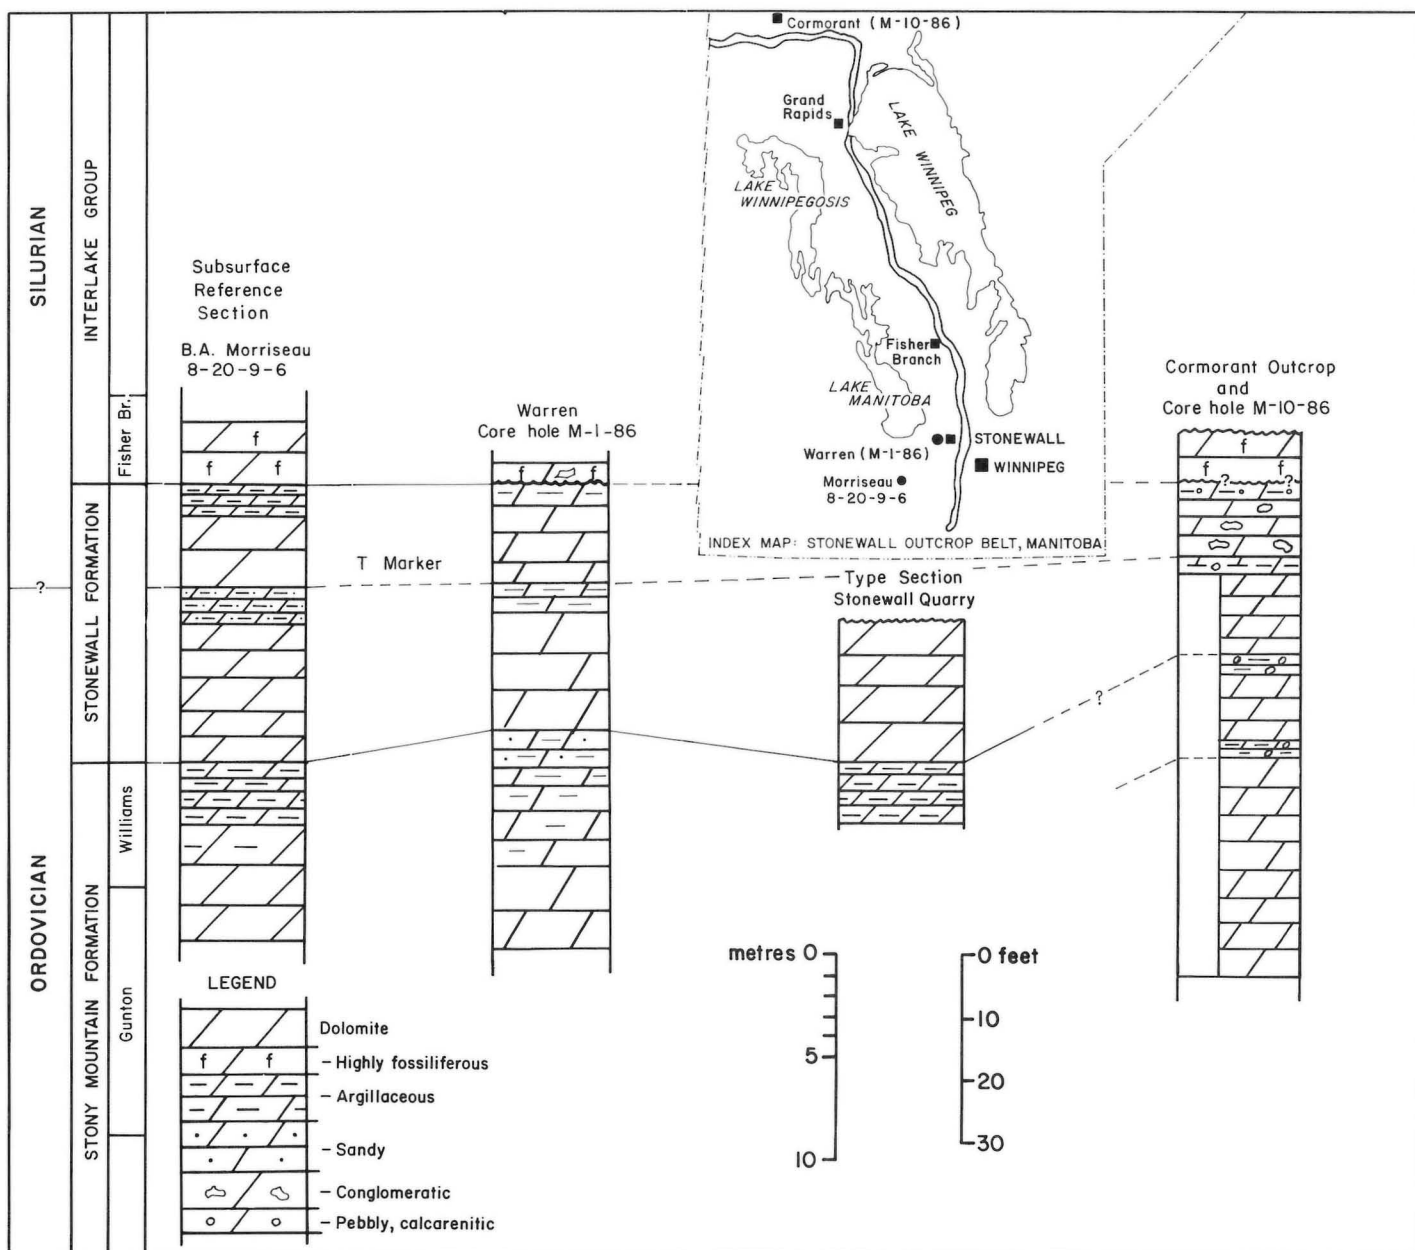 SILURIAN
ORDOVICIAN
?
INTERLAKE GROUP
STONEWALL FORMATION
STONY MOUNTAIN FORMATION
Fisher Br.
Williams
Gunton
Subsurface
Reference
Section
B.A. Morriseau
8-20-9-6
f
f f
T Marker
Warren
Core hole M-1-86
f f
Cormorant (M-10-86)
Grand
Rapids
LAKE WINNIPEG
LAKE
WINNIPEGOSIS
Fisher
Branch
LAKE
MANITOBA
STONEWALL
Warren (M-1-86)
WINNIPEG
Morriseau
8-20-9-6
INDEX MAP: STONEWALL OUTCROP BELT, MANITOBA
Type Section
Stonewall Quarry
?
Cormorant Outcrop
and
Core hole M-10-86
f
f f
? ?
LEGEND
Dolomite
f f – Highly fossiliferous
– Argillaceous
– Sandy
– Conglomeratic
– Pebbly, calcarenitic
metres 0
5
10
0 feet
10
20
30